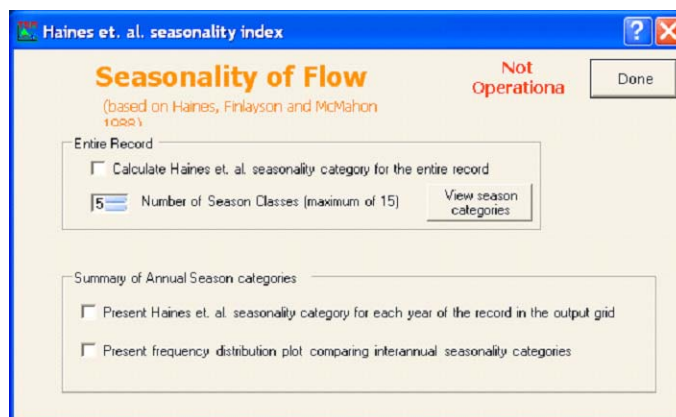 Haines et. al. seasonality index
Seasonality of Flow
(based on Haines, Finlayson and McMahon
1988)
Not
Operationa
Done
Entire Record
Calculate Haines et. al. seasonality category for the entire record
5 Number of Season Classes (maximum of 15)
View season
categories
Summary of Annual Season categories
Present Haines et. al. seasonality category for each year of the record in the output grid
Present frequency distribution plot comparing interannual seasonality categories